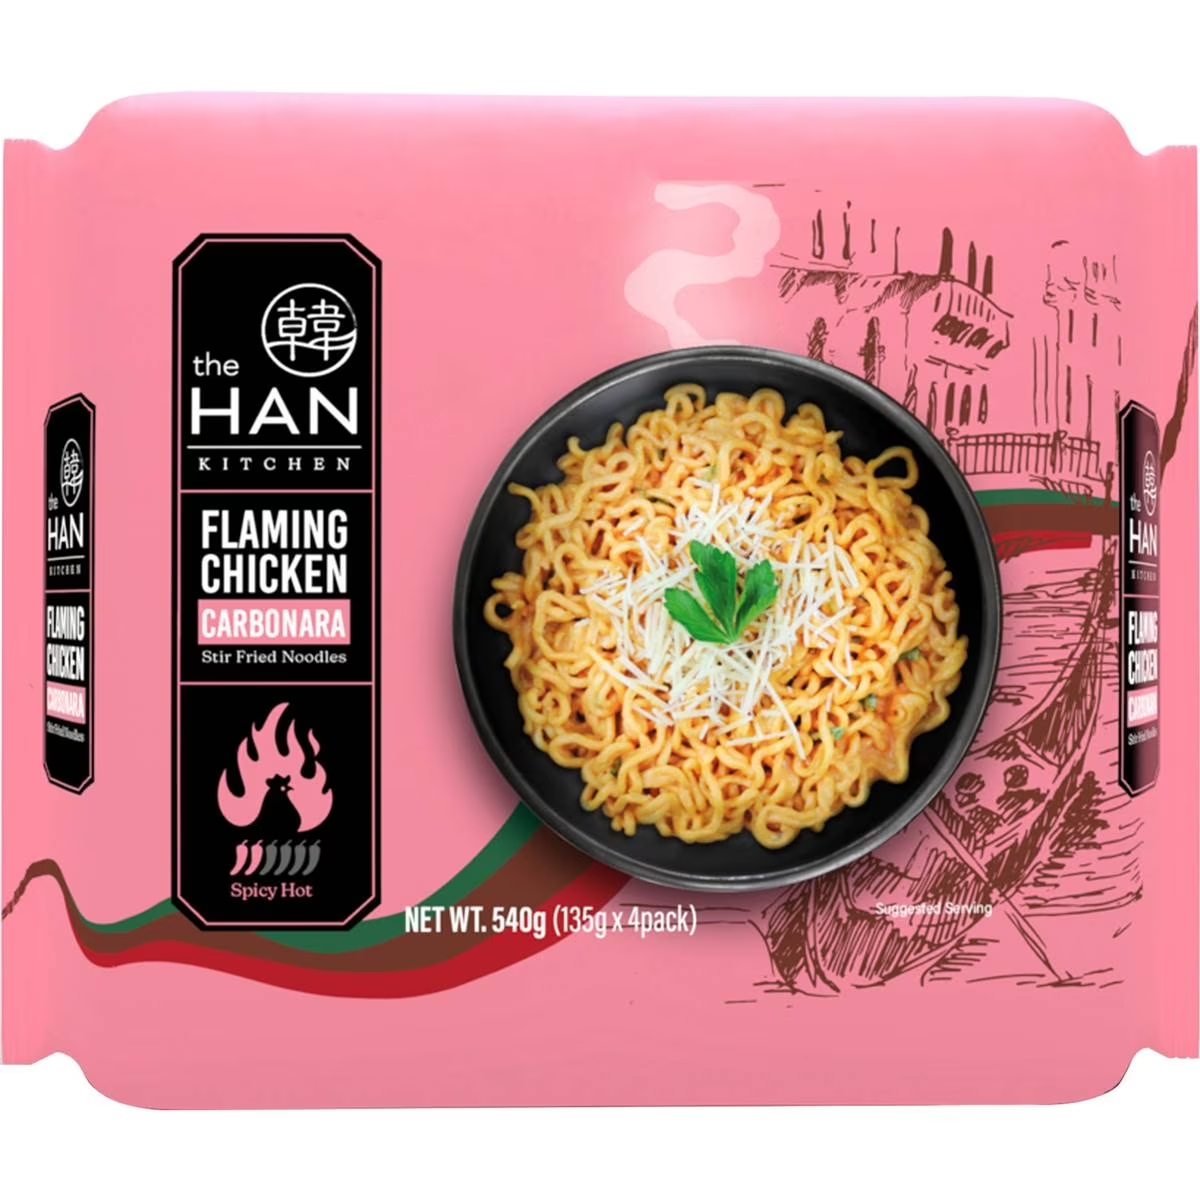 韓
the
HAN
KITCHEN
FLAMING
CHICKEN
CARBONARA
Stir Fried Noodles
Spicy Hot
NET WT. 540g (135g x 4pack)
Suggested Serving
韓
the
HAN
KITCHEN
FLAMING
CHICKEN
CARBONARA
Stir Fried Noodles
韓
the
HAN
KITCHEN
FLAMING
CHICKEN
CARBONARA
Stir Fried Noodles